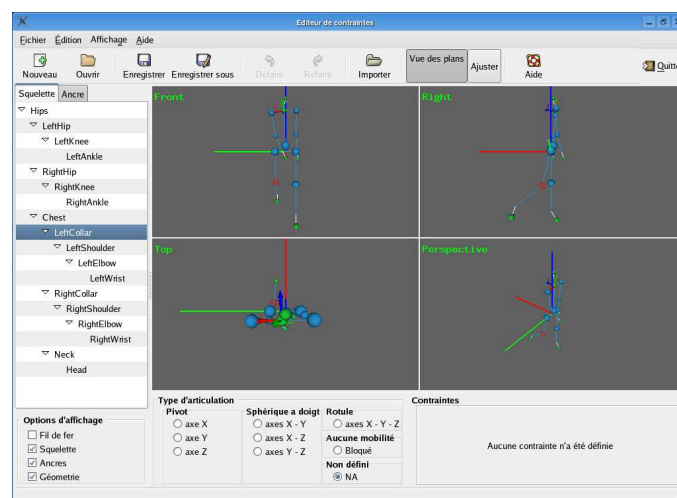 Editeur de contraintes
Fichier Édition Affichage Aide
Nouveau Ouvrir Enregistrer Enregistrer sous Défaire Refaire Importer Vue des plans Ajuster Aide Quitte
Squelette Ancre
Hips
LeftHip
LeftKnee
LeftAnkle
RightHip
RightKnee
RightAnkle
Chest
LeftCollar
LeftShoulder
LeftElbow
LeftWrist
RightCollar
RightShoulder
RightElbow
RightWrist
Neck
Head
Front
Right
Top
Perspective
Options d'affichage
Fil de fer
Squelette
Ancres
Géometrie
Type d'articulation
Pivot
axe X
axe Y
axe Z
Sphérique a doigt
axes X - Y
axes X - Z
axes Y - Z
Rotule
axes X - Y - Z
Aucune mobilité
Bloqué
Non défini
NA
Contraintes
Aucune contrainte n'a été définie